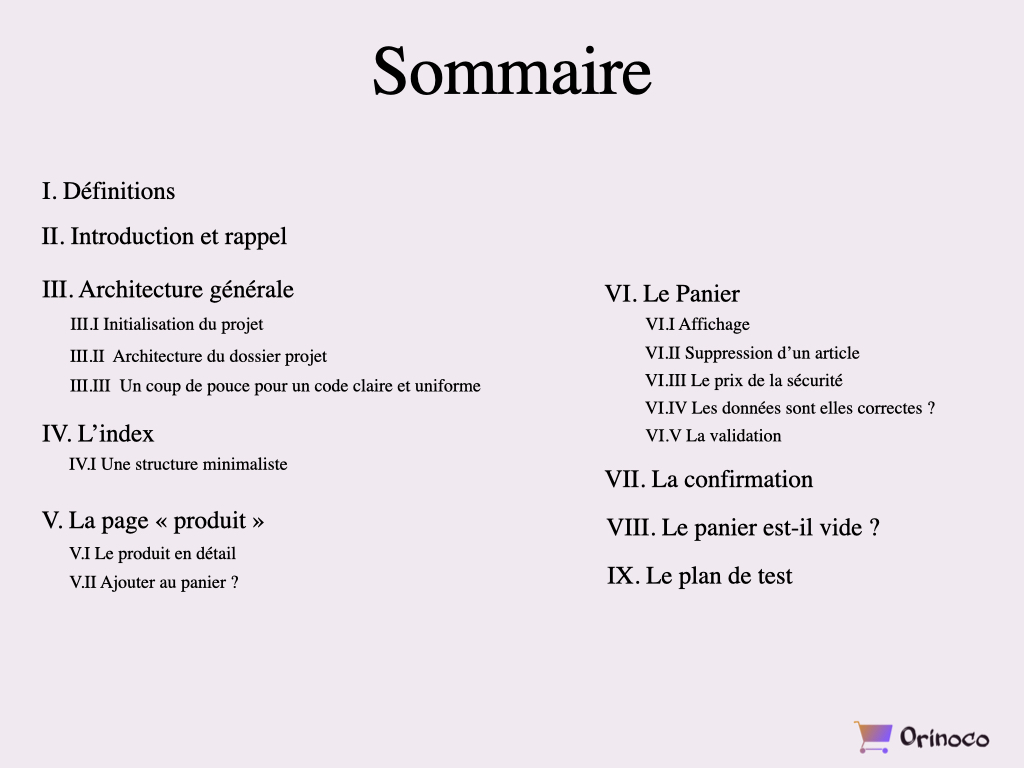 Sommaire
I. Définitions
II. Introduction et rappel
III. Architecture générale
III.I Initialisation du projet
III.II Architecture du dossier projet
III.III Un coup de pouce pour un code claire et uniforme
IV. L’index
IV.I Une structure minimaliste
V. La page « produit »
V.I Le produit en détail
V.II Ajouter au panier ?
VI. Le Panier
VI.I Affichage
VI.II Suppression d’un article
VI.III Le prix de la sécurité
VI.IV Les données sont elles correctes ?
VI.V La validation
VII. La confirmation
VIII. Le panier est-il vide ?
IX. Le plan de test
Orinoco